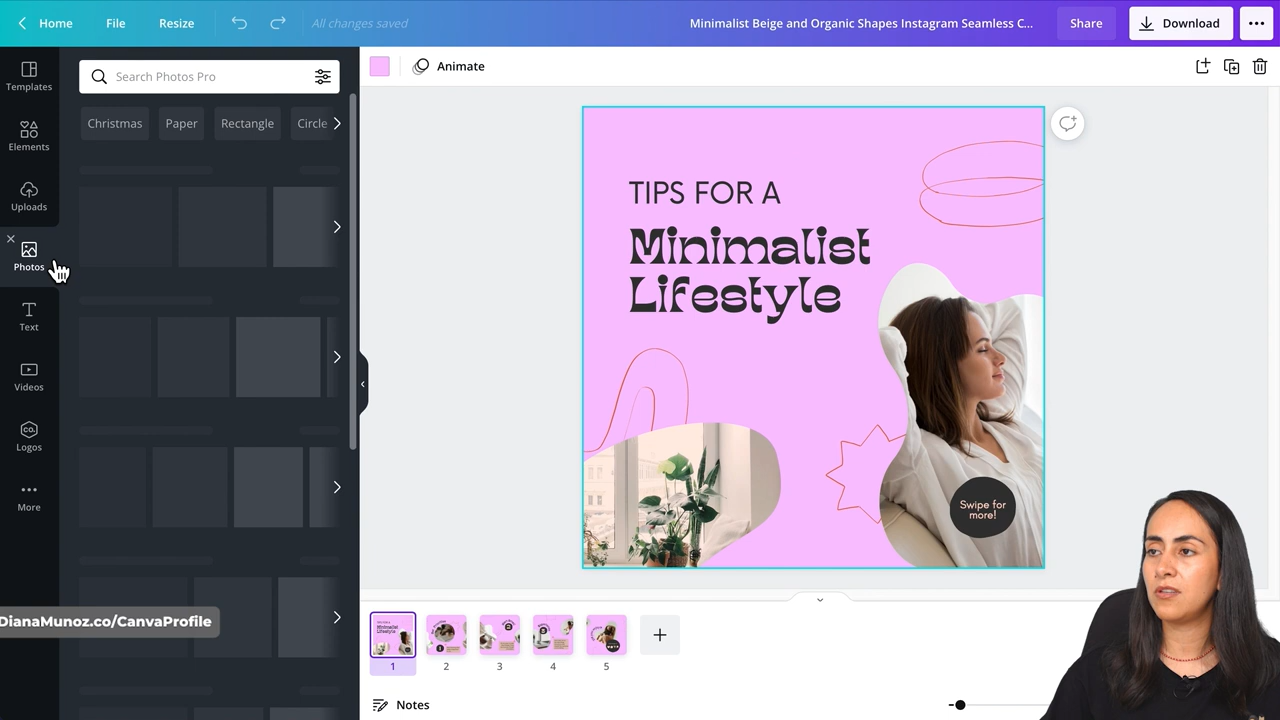 Home
File
Resize
All changes saved
Minimalist Beige and Organic Shapes Instagram Seamless C...
Share
Download
Templates
Elements
Uploads
Photos
Text
Videos
co.
Logos
More
Search Photos Pro
Christmas
Paper
Rectangle
Circle
Animate
TIPS FOR A
Minimalist
Lifestyle
Swipe for
more!
DianaMunoz.co/CanvaProfile
1
2
3
4
5
Notes